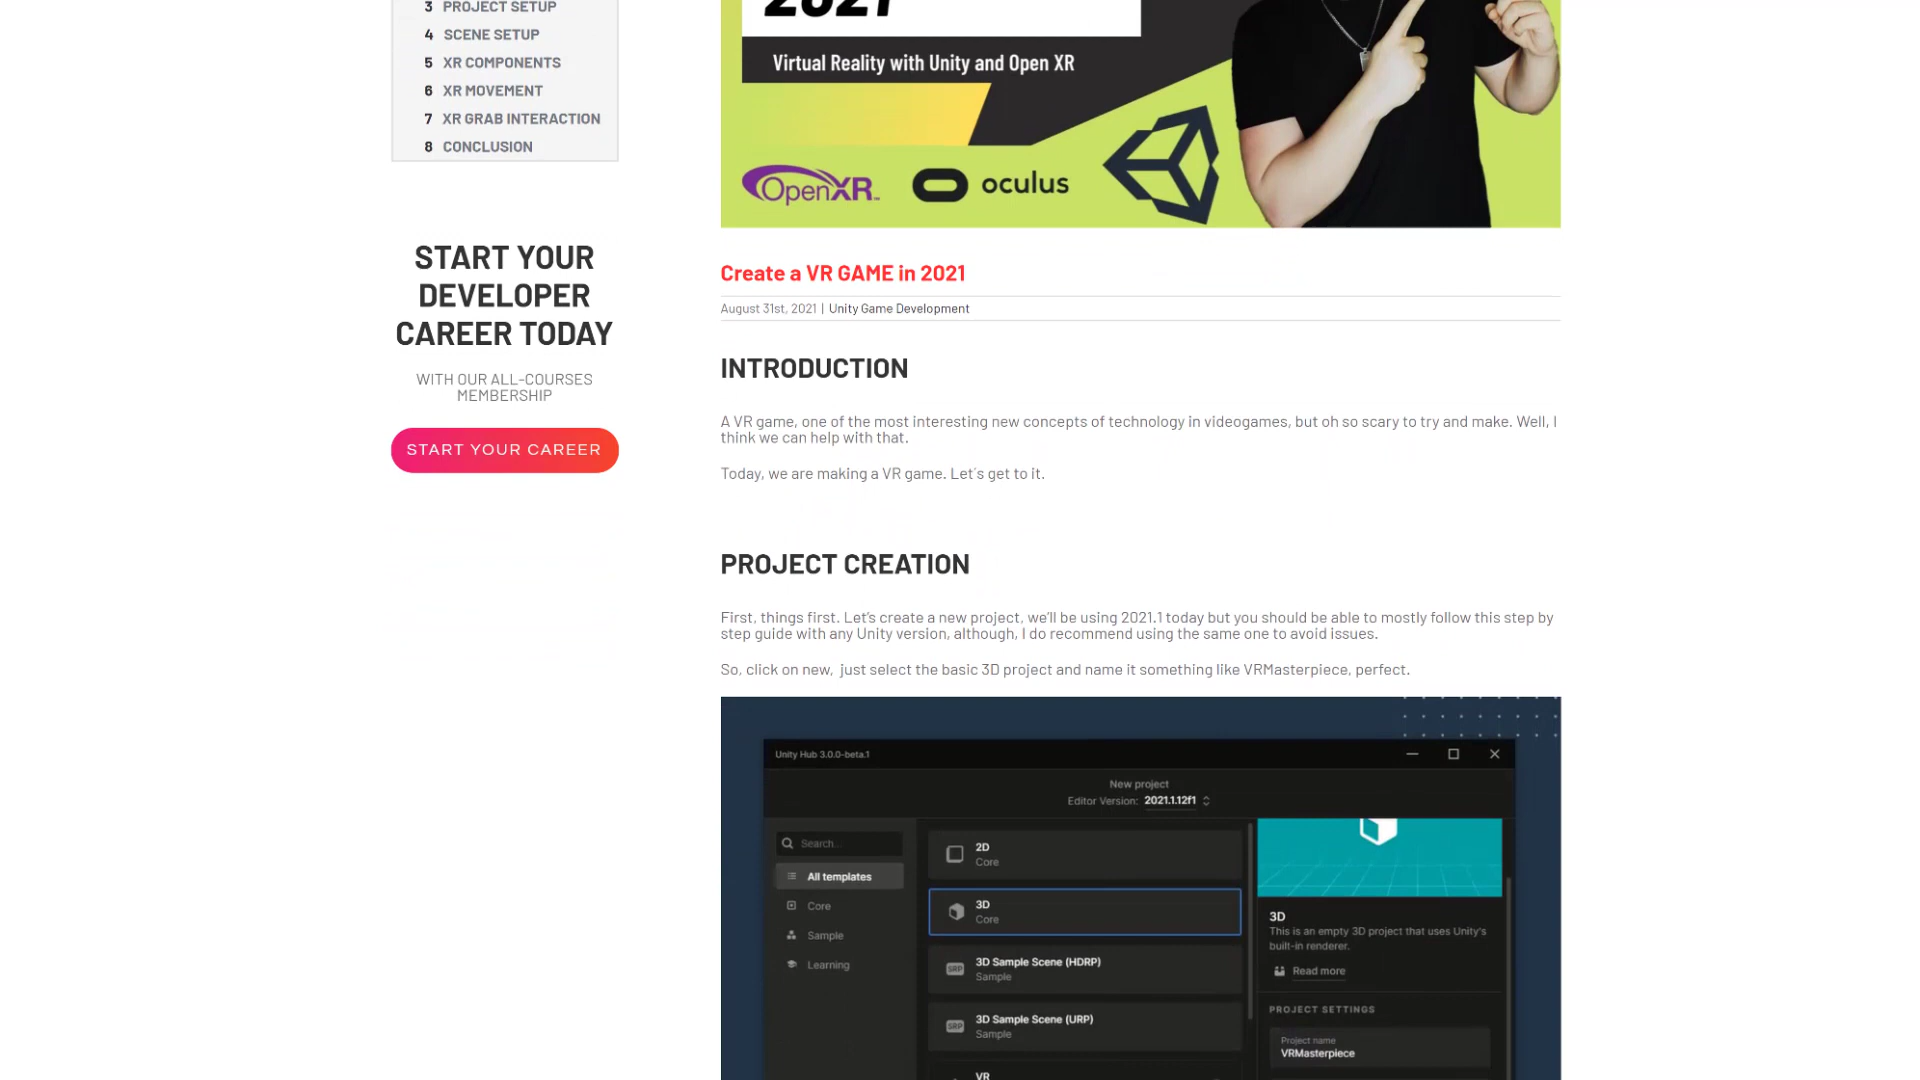 3 PROJECT SETUP
4 SCENE SETUP
5 XR COMPONENTS
6 XR MOVEMENT
7 XR GRAB INTERACTION
8 CONCLUSION
START YOUR
DEVELOPER
CAREER TODAY
WITH OUR ALL-COURSES
MEMBERSHIP
START YOUR CAREER
2021
Virtual Reality with Unity and Open XR
OpenXR™
oculus
Create a VR GAME in 2021
August 31st, 2021 | Unity Game Development
INTRODUCTION
A VR game, one of the most interesting new concepts of technology in videogames, but oh so scary to try and make. Well, I
think we can help with that.
Today, we are making a VR game. Let´s get to it.
PROJECT CREATION
First, things first. Let's create a new project, we'll be using 2021.1 today but you should be able to mostly follow this step by
step guide with any Unity version, although, I do recommend using the same one to avoid issues.
So, click on new,  just select the basic 3D project and name it something like VRMasterpiece, perfect.
Unity Hub 3.0.0-beta.1
New project
Editor Version: 2021.1.12f1
Search...
All templates
Core
Sample
Learning
2D
Core
3D
Core
SRP
3D Sample Scene (HDRP)
Sample
SRP
3D Sample Scene (URP)
Sample
VR
3D
This is an empty 3D project that uses Unity's
built-in renderer.
Read more
PROJECT SETTINGS
Project name
VRMasterpiece